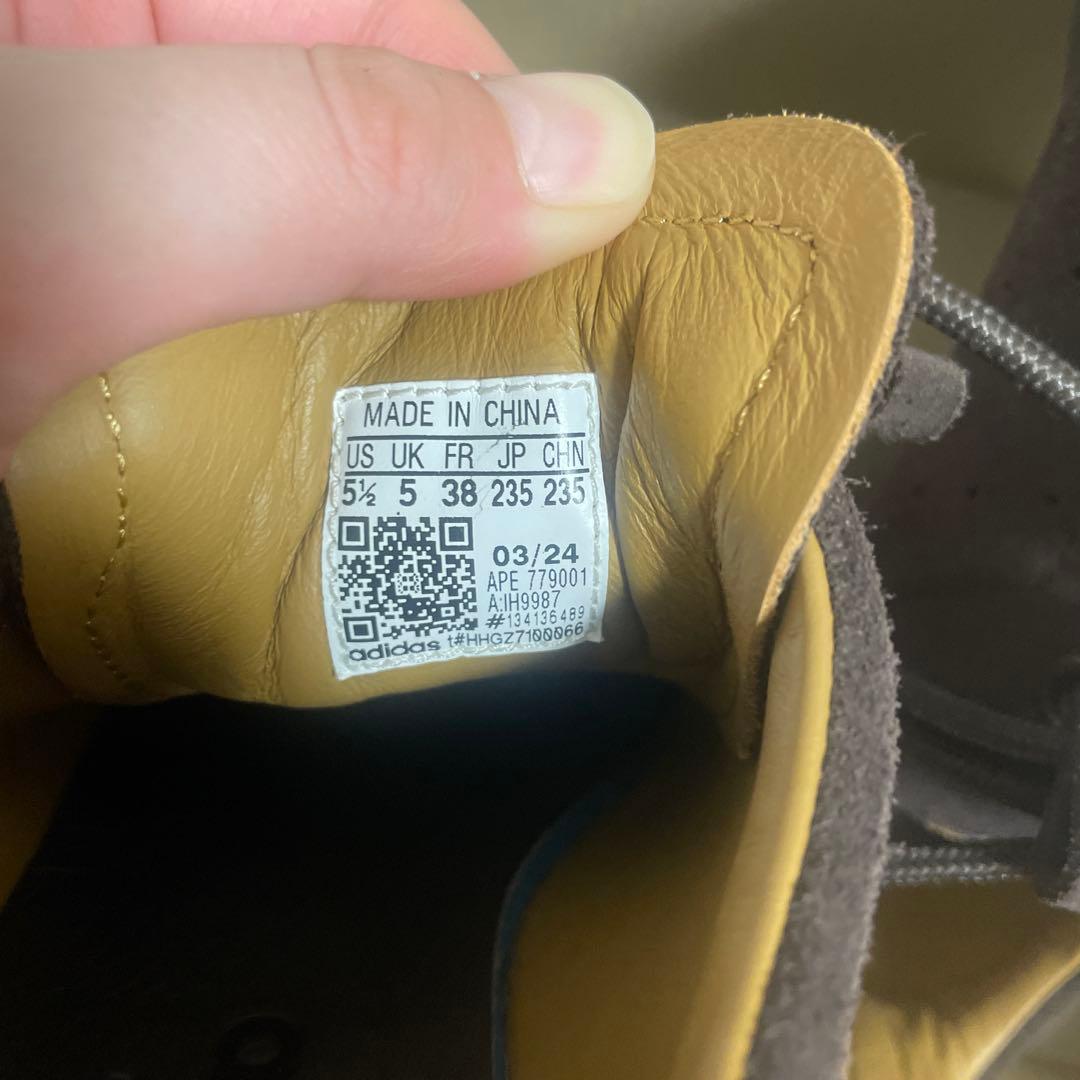 MADE IN CHINA
US UK FR JP CHN
5½ 5 38 235 235
03/24
APE 779001
A:IH9987
#134136489
adidas t#HHGZ7100066